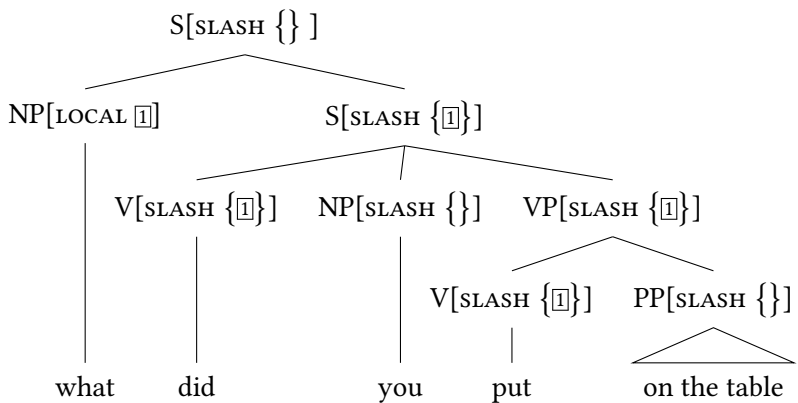 S[SLASH {} ]
NP[LOCAL 1] S[SLASH {1}]
V[SLASH {1}] NP[SLASH {}] VP[SLASH {1}]
V[SLASH {1}] PP[SLASH {}]
what did you put on the table